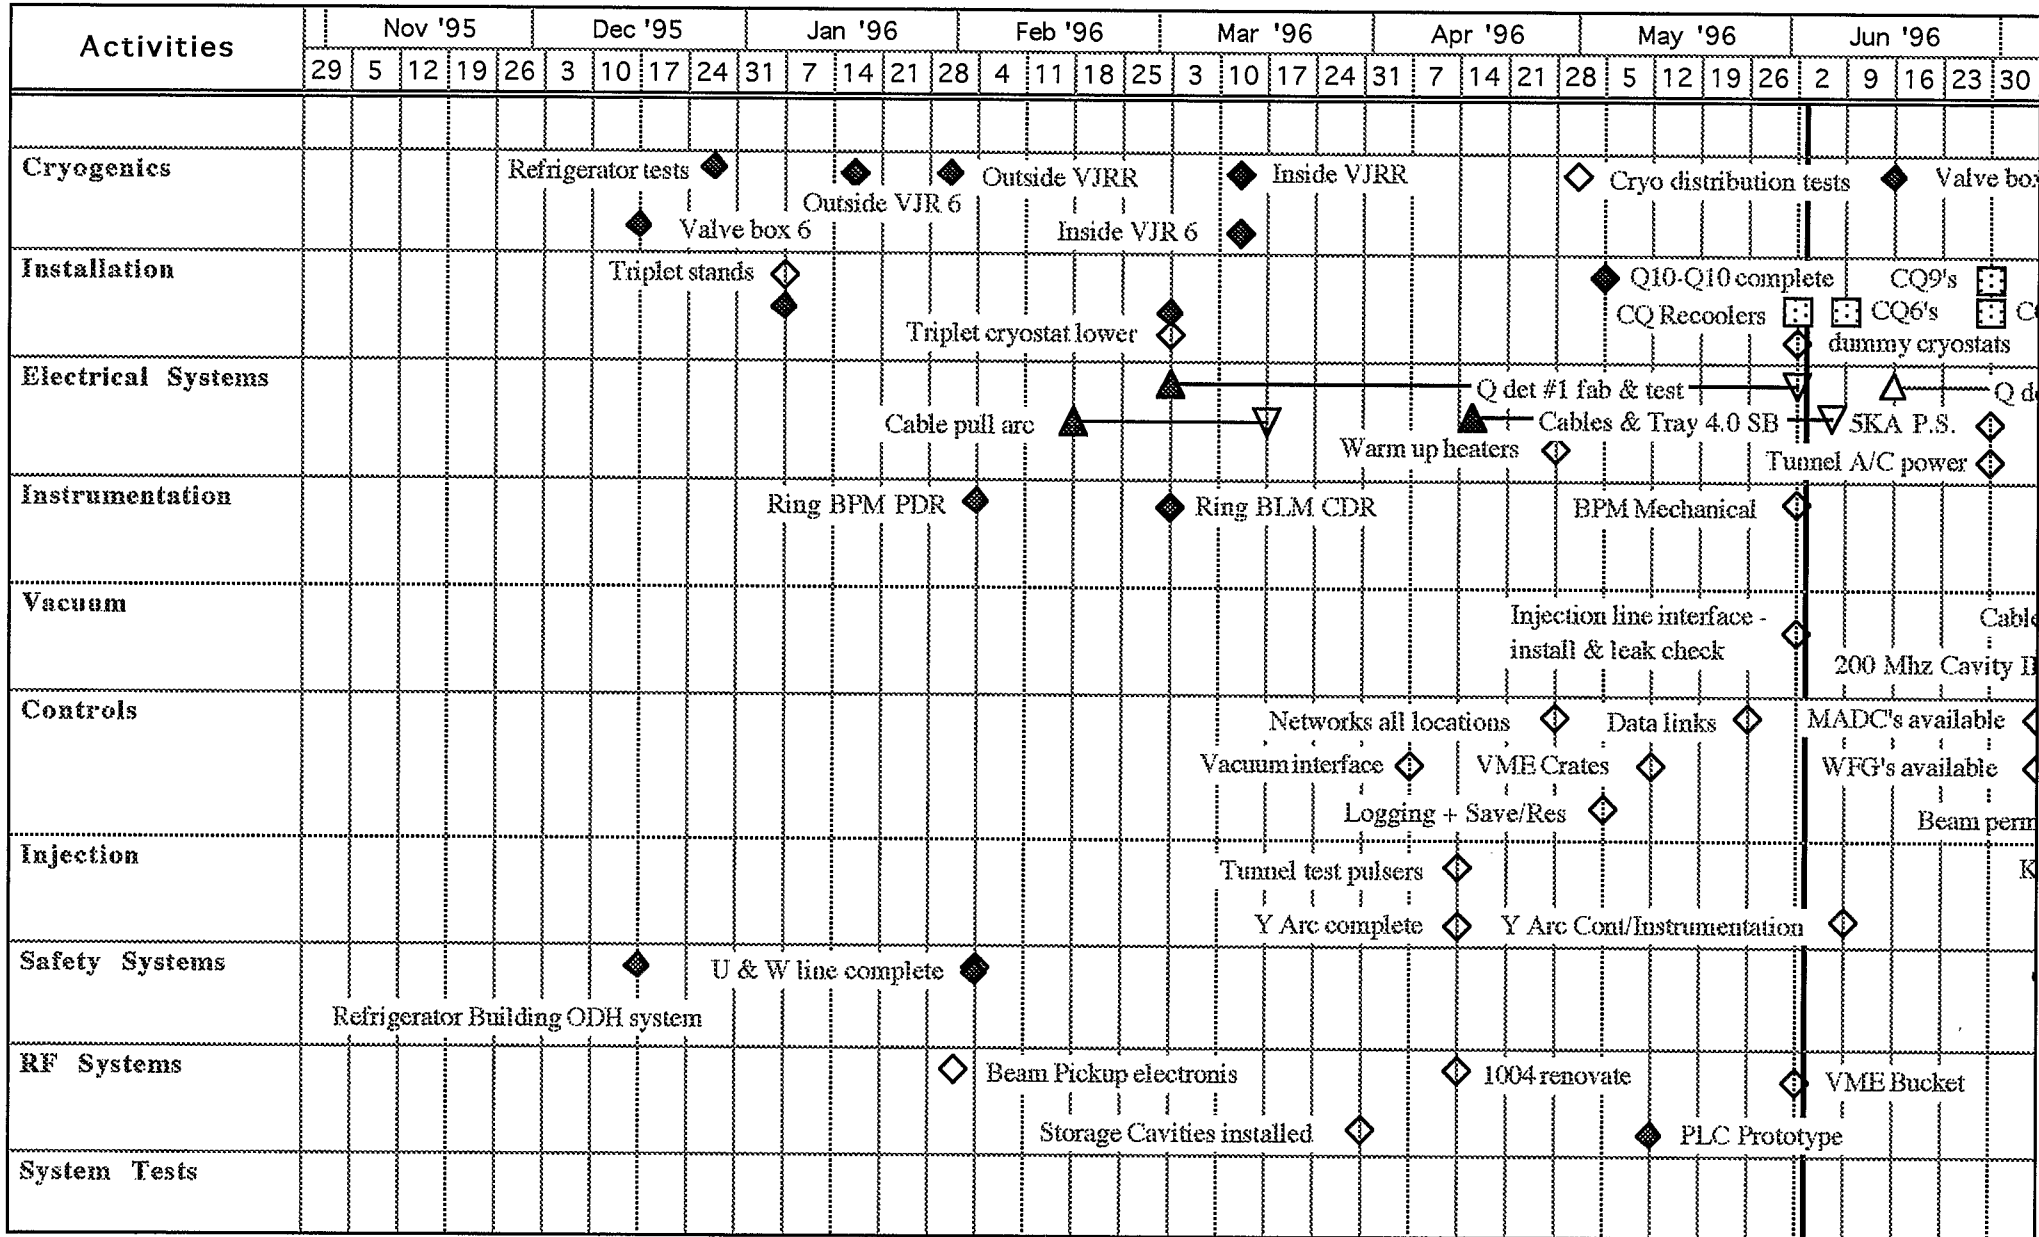 Activities
Nov '95 Dec '95 Jan '96 Feb '96 Mar '96 Apr '96 May '96 Jun '96
29 5 12 19 26 3 10 17 24 31 7 14 21 28 4 11 18 25 3 10 17 24 31 7 14 21 28 5 12 19 26 2 9 16 23 30
Cryogenics
Refrigerator tests
Outside VJRR
Inside VJRR
Cryo distribution tests
Valve box
Outside VJR 6
Valve box 6
Inside VJR 6
Installation
Triplet stands
Q10-Q10 complete
CQ9's
Triplet cryostat lower
CQ Recoolers
CQ6's
dummy cryostats
Electrical Systems
Q det #1 fab & test
Q de
Cable pull arc
Cables & Tray 4.0 SB
5KA P.S.
Warm up heaters
Tunnel A/C power
Instrumentation
Ring BPM PDR
Ring BLM CDR
BPM Mechanical
Vacuum
Injection line interface -
install & leak check
Cable
200 Mhz Cavity
Controls
Networks all locations
Data links
MADC's available
Vacuum interface
VME Crates
WFG's available
Logging + Save/Res
Beam perm
Injection
Tunnel test pulsers
K
Y Arc complete
Y Arc Cont/Instrumentation
Safety Systems
U & W line complete
Refrigerator Building ODH system
RF Systems
Beam Pickup electronis
1004 renovate
VME Bucket
Storage Cavities installed
PLC Prototype
System Tests